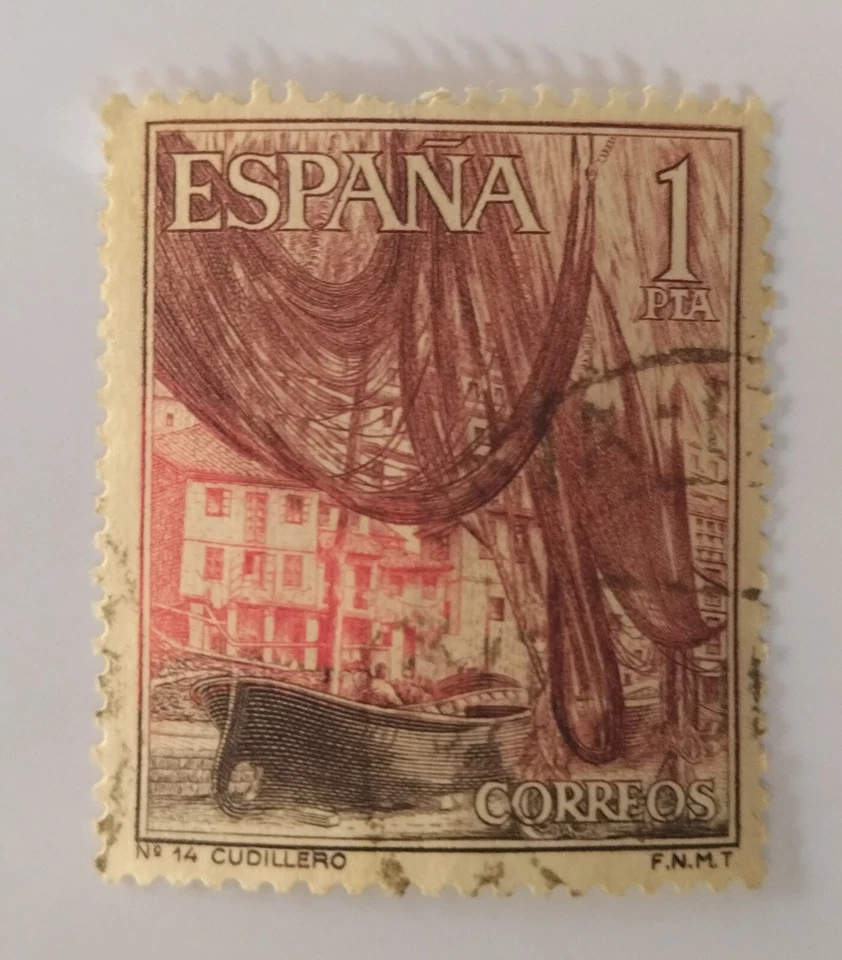 ESPAÑA
1
PTA
CORREOS
Nº 14 CUDILLERO
F.N.M.T